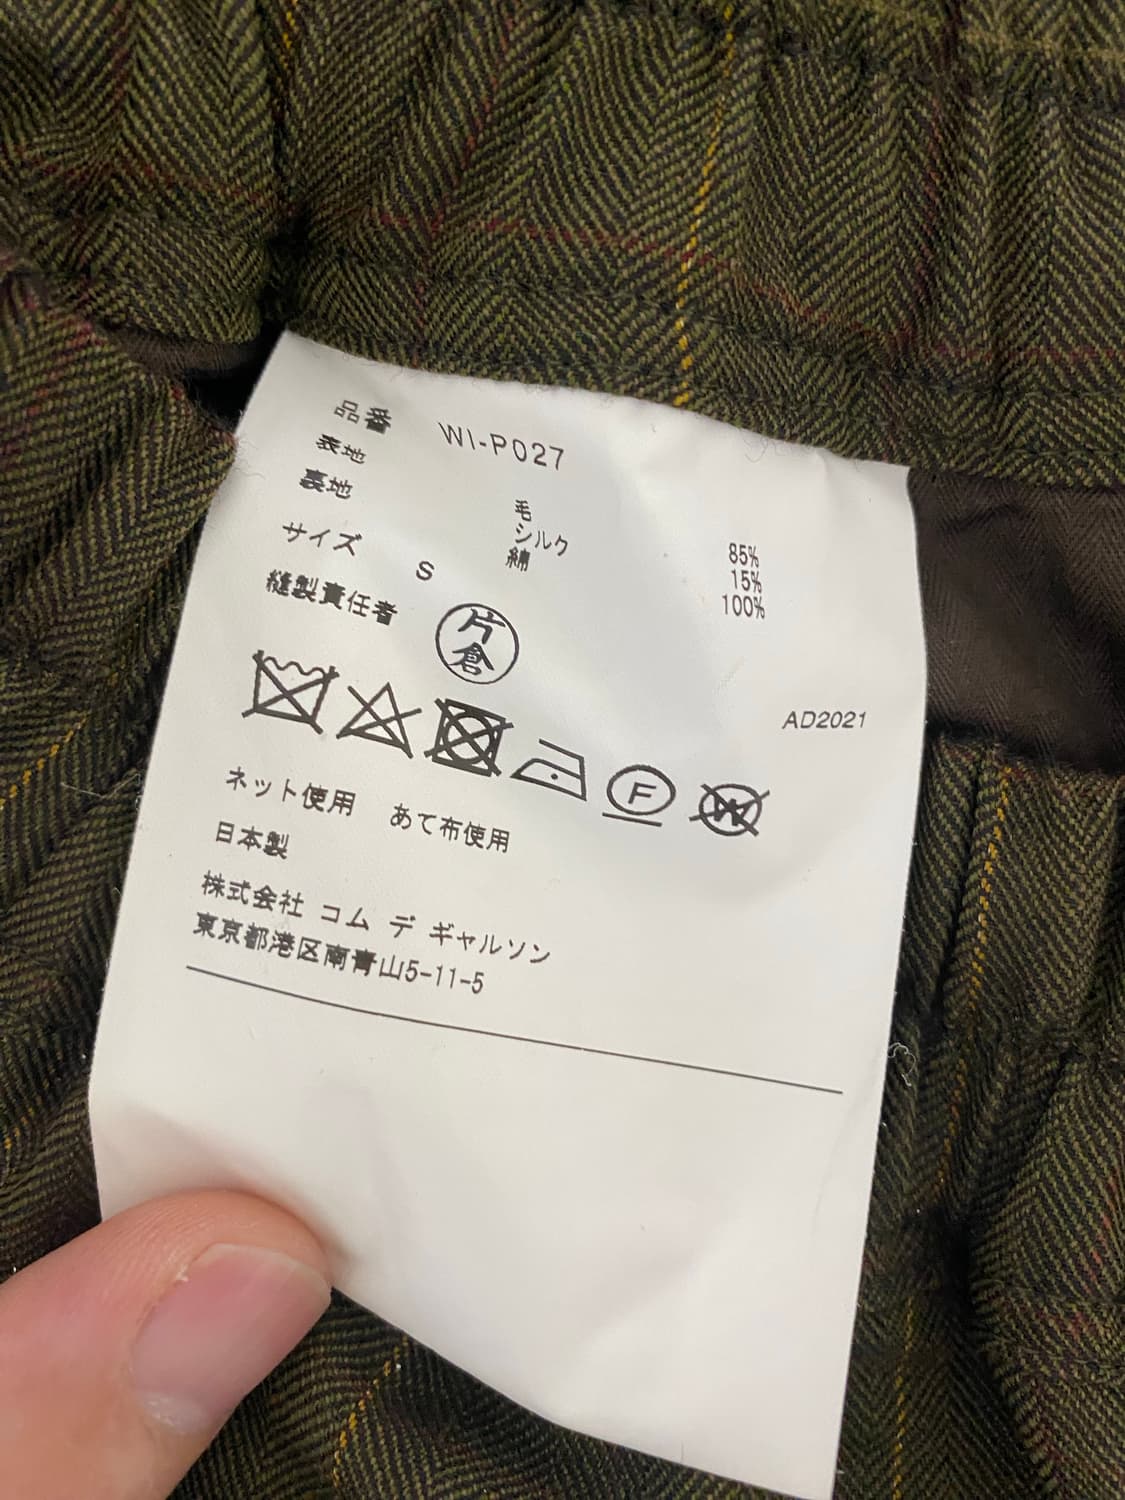 品番 WI-P027
表地 毛 85%
シルク 15%
裏地 綿 100%
サイズ S
縫製責任者 片倉
AD2021
F W
ネット使用 あて布使用
日本製
株式会社 コム デ ギャルソン
東京都港区南青山5-11-5